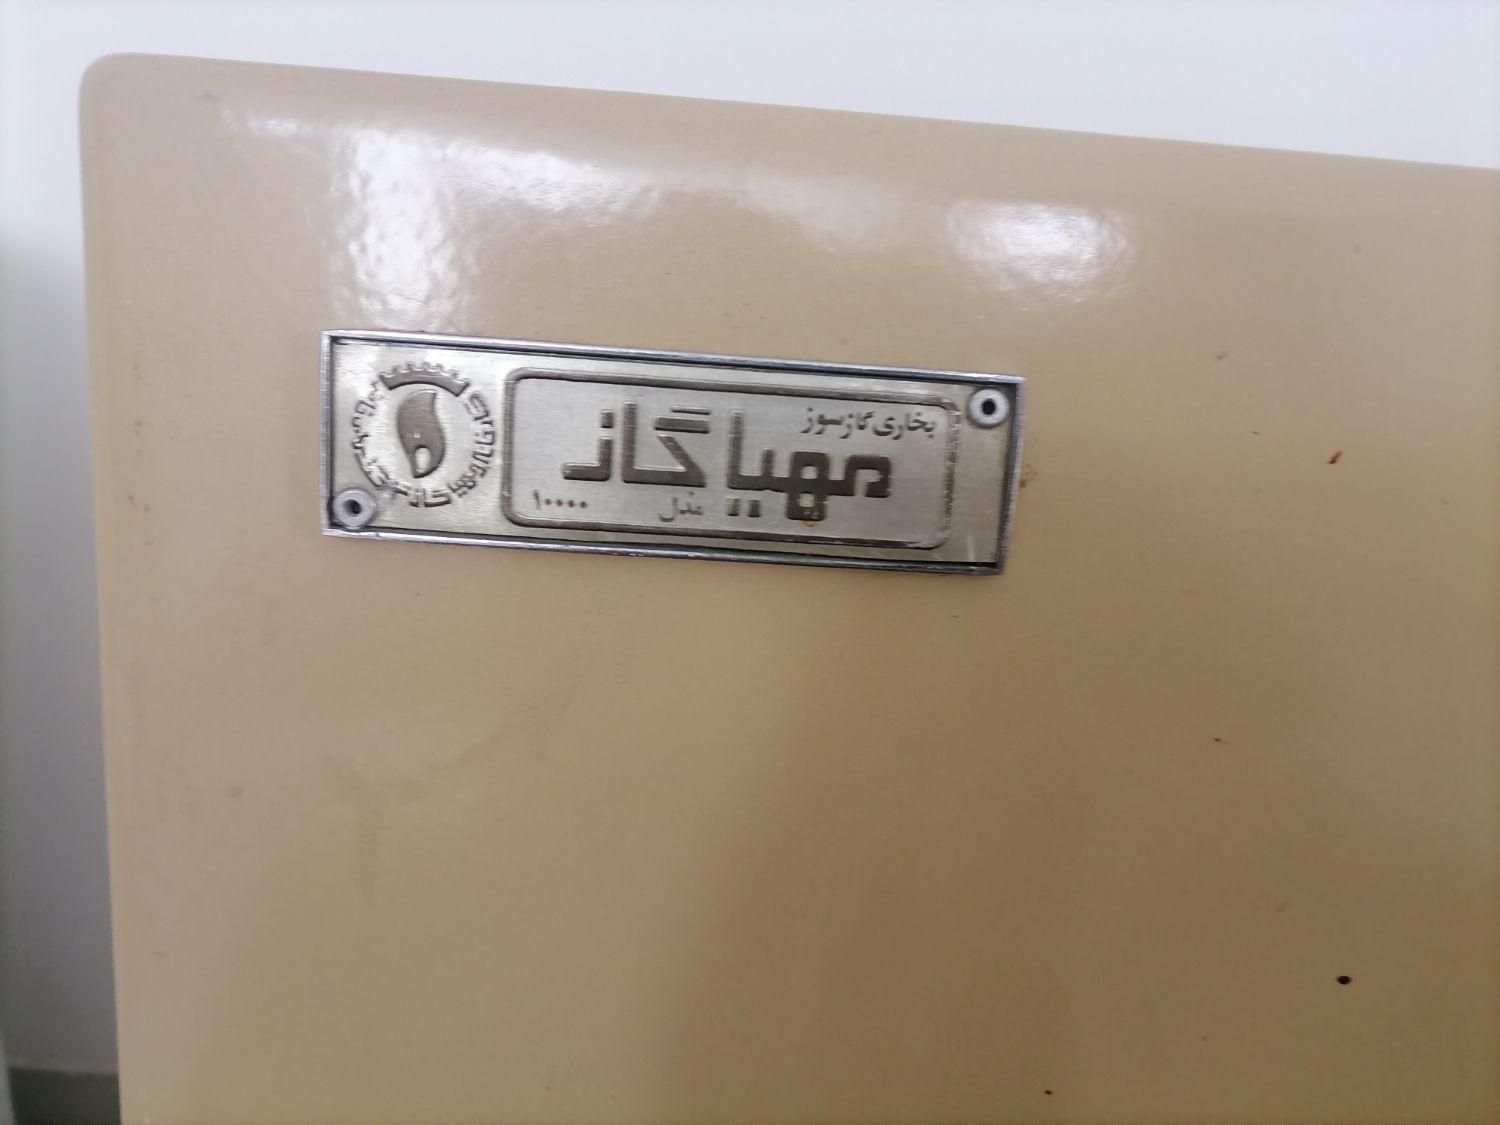 بخاری گازسوز
مهیا گاز
مدل ۱۰۰۰۰